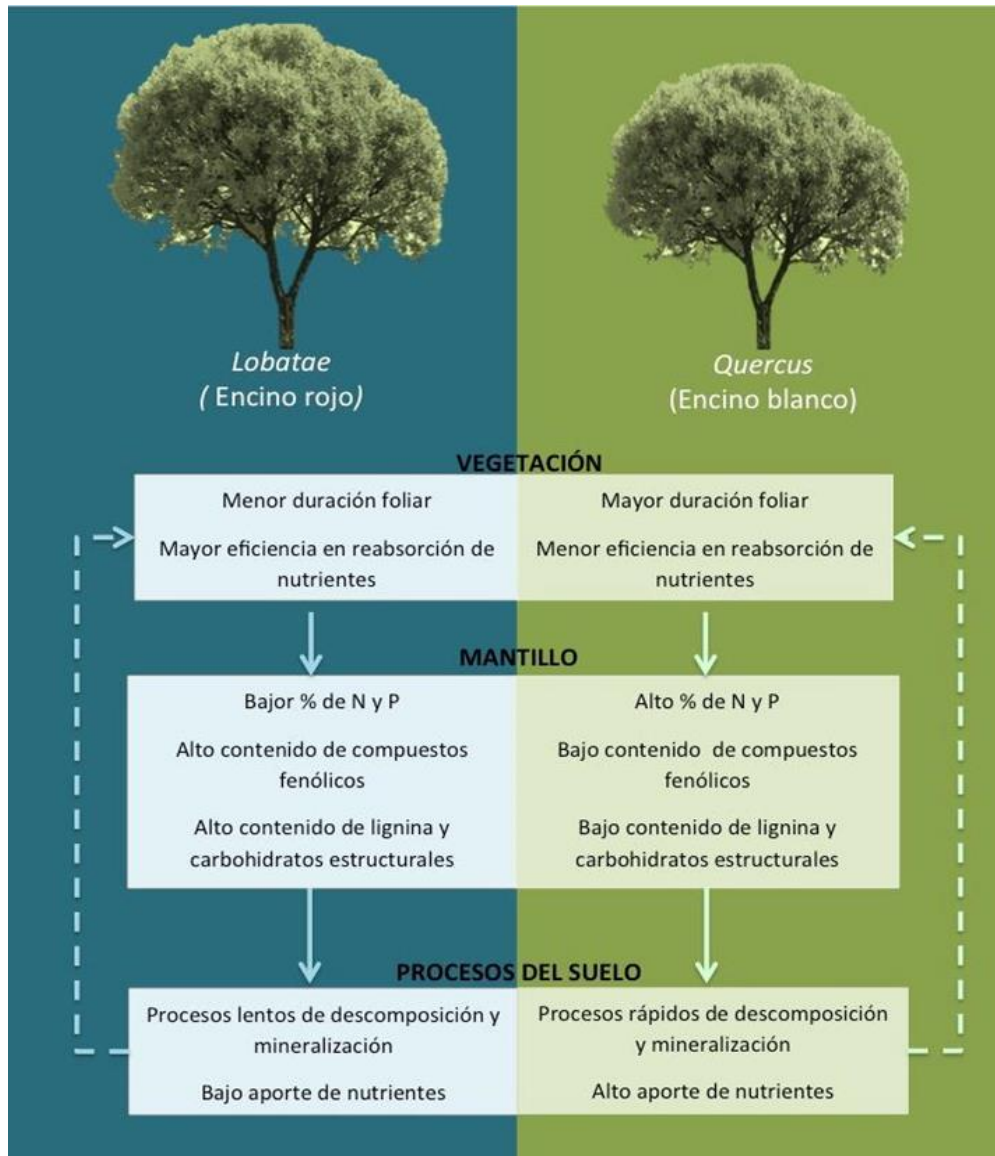 Lobatae
( Encino rojo)
Quercus
(Encino blanco)
VEGETACIÓN
Menor duración foliar
Mayor eficiencia en reabsorción de
nutrientes
Mayor duración foliar
Menor eficiencia en reabsorción de
nutrientes
MANTILLO
Bajor % de N y P
Alto contenido de compuestos
fenólicos
Alto contenido de lignina y
carbohidratos estructurales
Alto % de N y P
Bajo contenido de compuestos
fenólicos
Bajo contenido de lignina y
carbohidratos estructurales
PROCESOS DEL SUELO
Procesos lentos de descomposición y
mineralización
Bajo aporte de nutrientes
Procesos rápidos de descomposición
y mineralización
Alto aporte de nutrientes